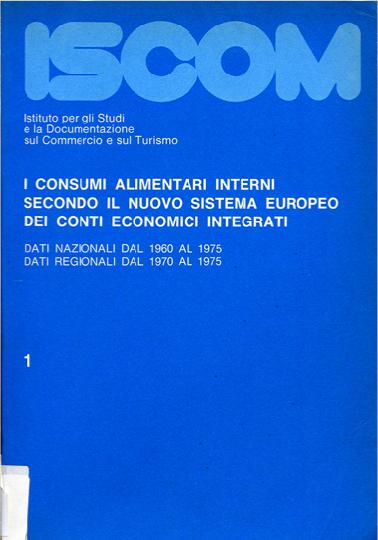 ISCOM
Istituto per gli Studi
e la Documentazione
sul Commercio e sul Turismo
I CONSUMI ALIMENTARI INTERNI
SECONDO IL NUOVO SISTEMA EUROPEO
DEI CONTI ECONOMICI INTEGRATI
DATI NAZIONALI DAL 1960 AL 1975
DATI REGIONALI DAL 1970 AL 1975
1